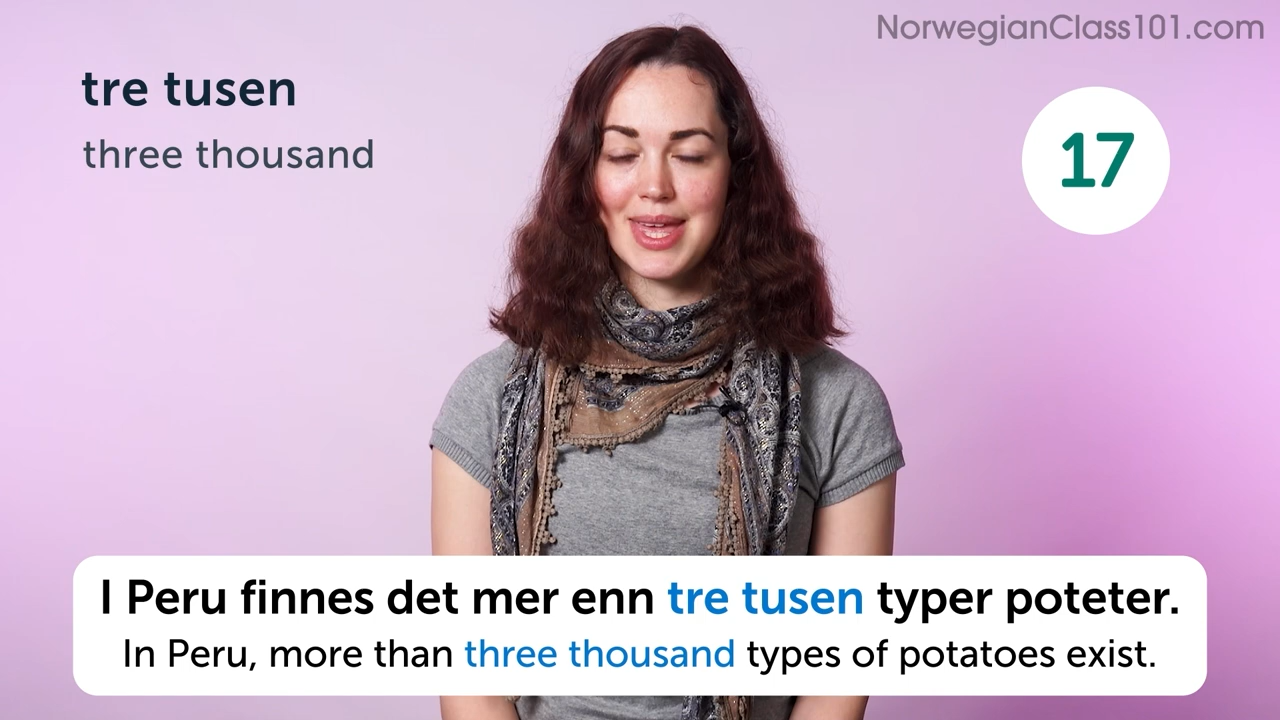 NorwegianClass101.com
tre tusen
three thousand
17
I Peru finnes det mer enn tre tusen typer poteter.
In Peru, more than three thousand types of potatoes exist.